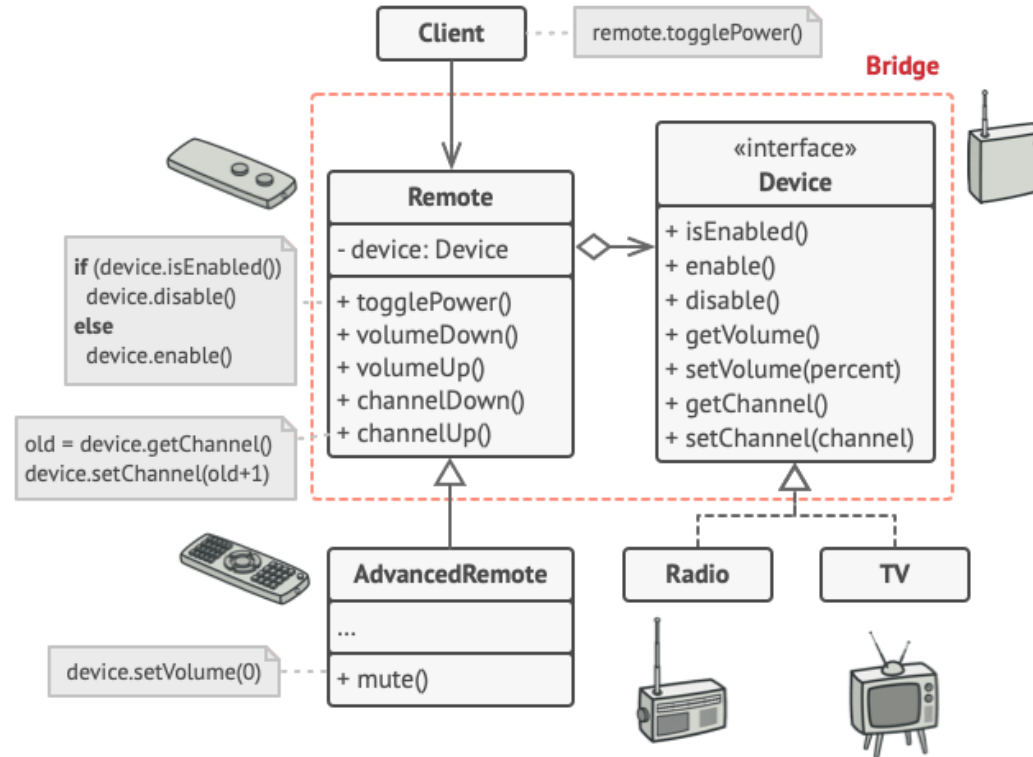 Client
remote.togglePower()
Bridge
«interface»
Device
+ isEnabled()
+ enable()
+ disable()
+ getVolume()
+ setVolume(percent)
+ getChannel()
+ setChannel(channel)
Remote
- device: Device
+ togglePower()
+ volumeDown()
+ volumeUp()
+ channelDown()
+ channelUp()
if (device.isEnabled())
device.disable()
else
device.enable()
old = device.getChannel()
device.setChannel(old+1)
AdvancedRemote
...
+ mute()
device.setVolume(0)
Radio
TV